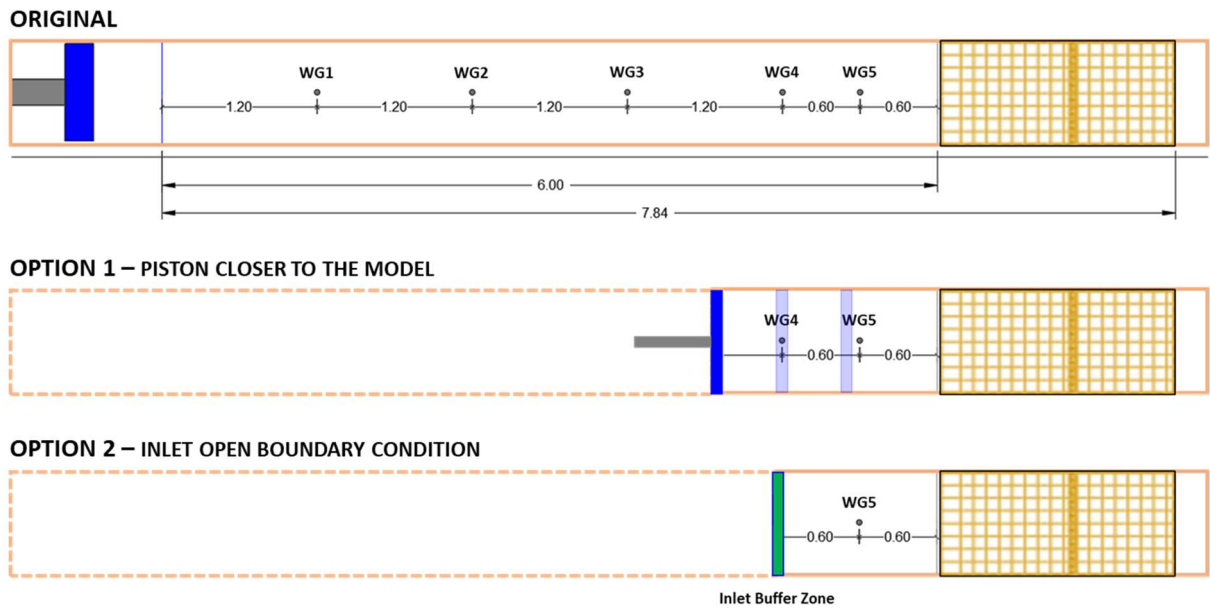 ORIGINAL
WG1 WG2 WG3 WG4 WG5
1.20 1.20 1.20 1.20 0.60 0.60
6.00
7.84
OPTION 1 – PISTON CLOSER TO THE MODEL
WG4 WG5
0.60 0.60
OPTION 2 – INLET OPEN BOUNDARY CONDITION
WG5
0.60 0.60
Inlet Buffer Zone